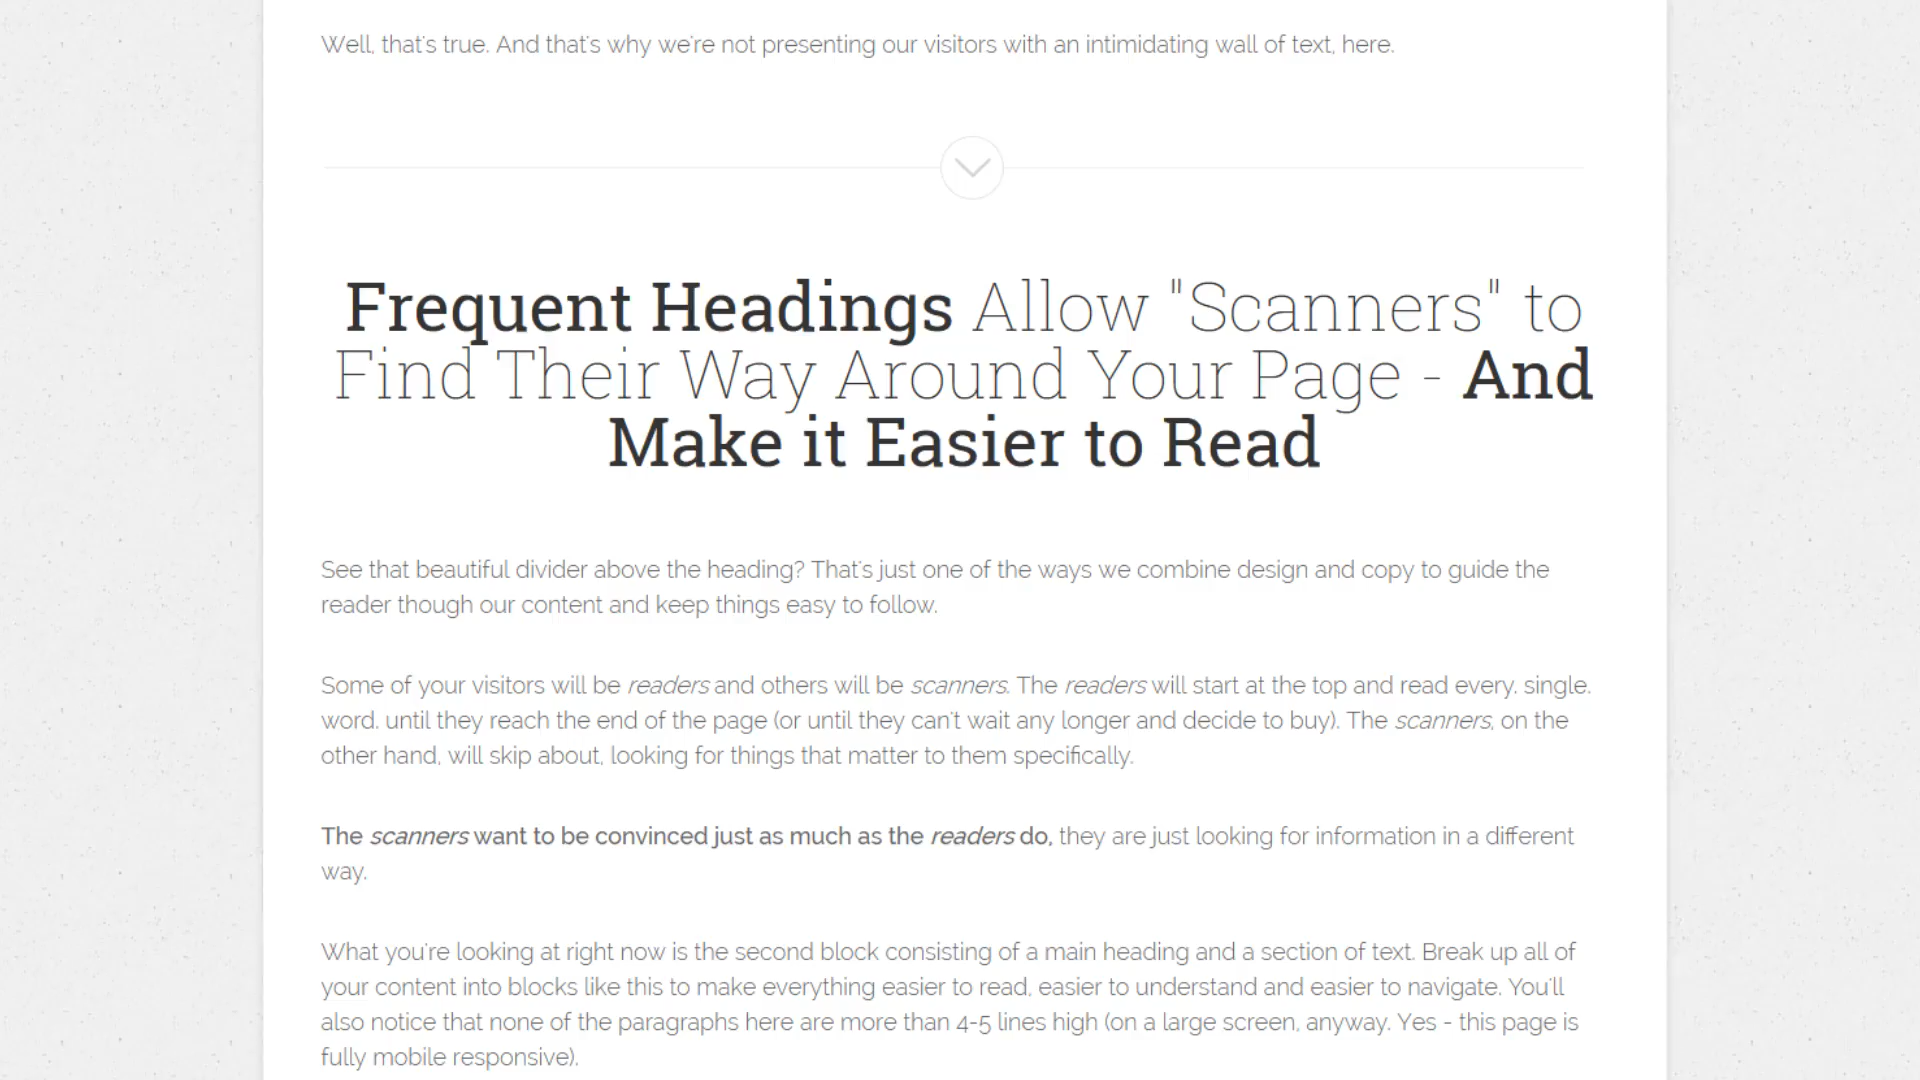 Well, that's true. And that's why we're not presenting our visitors with an intimidating wall of text, here.
Frequent Headings Allow "Scanners" to
Find Their Way Around Your Page - And
Make it Easier to Read
See that beautiful divider above the heading? That's just one of the ways we combine design and copy to guide the
reader though our content and keep things easy to follow.
Some of your visitors will be readers and others will be scanners. The readers will start at the top and read every. single.
word. until they reach the end of the page (or until they can't wait any longer and decide to buy). The scanners, on the
other hand, will skip about, looking for things that matter to them specifically.
The scanners want to be convinced just as much as the readers do, they are just looking for information in a different
way.
What you're looking at right now is the second block consisting of a main heading and a section of text. Break up all of
your content into blocks like this to make everything easier to read, easier to understand and easier to navigate. You'll
also notice that none of the paragraphs here are more than 4-5 lines high (on a large screen, anyway. Yes - this page is
fully mobile responsive).